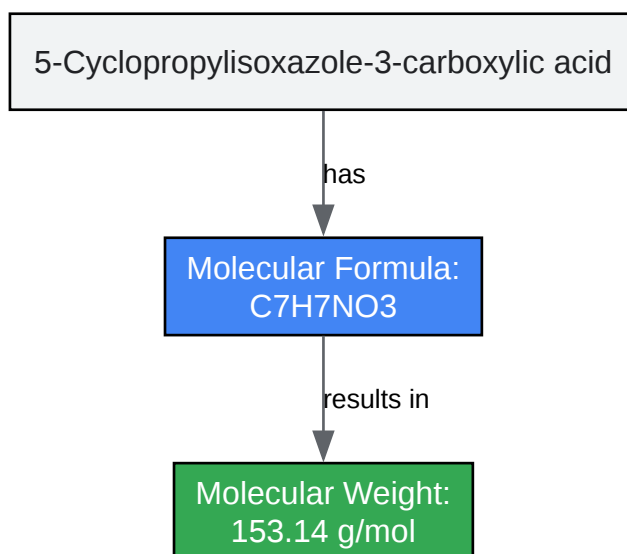 5-Cyclopropylisoxazole-3-carboxylic acid
has
Molecular Formula:
C7H7NO3
results in
Molecular Weight:
153.14 g/mol